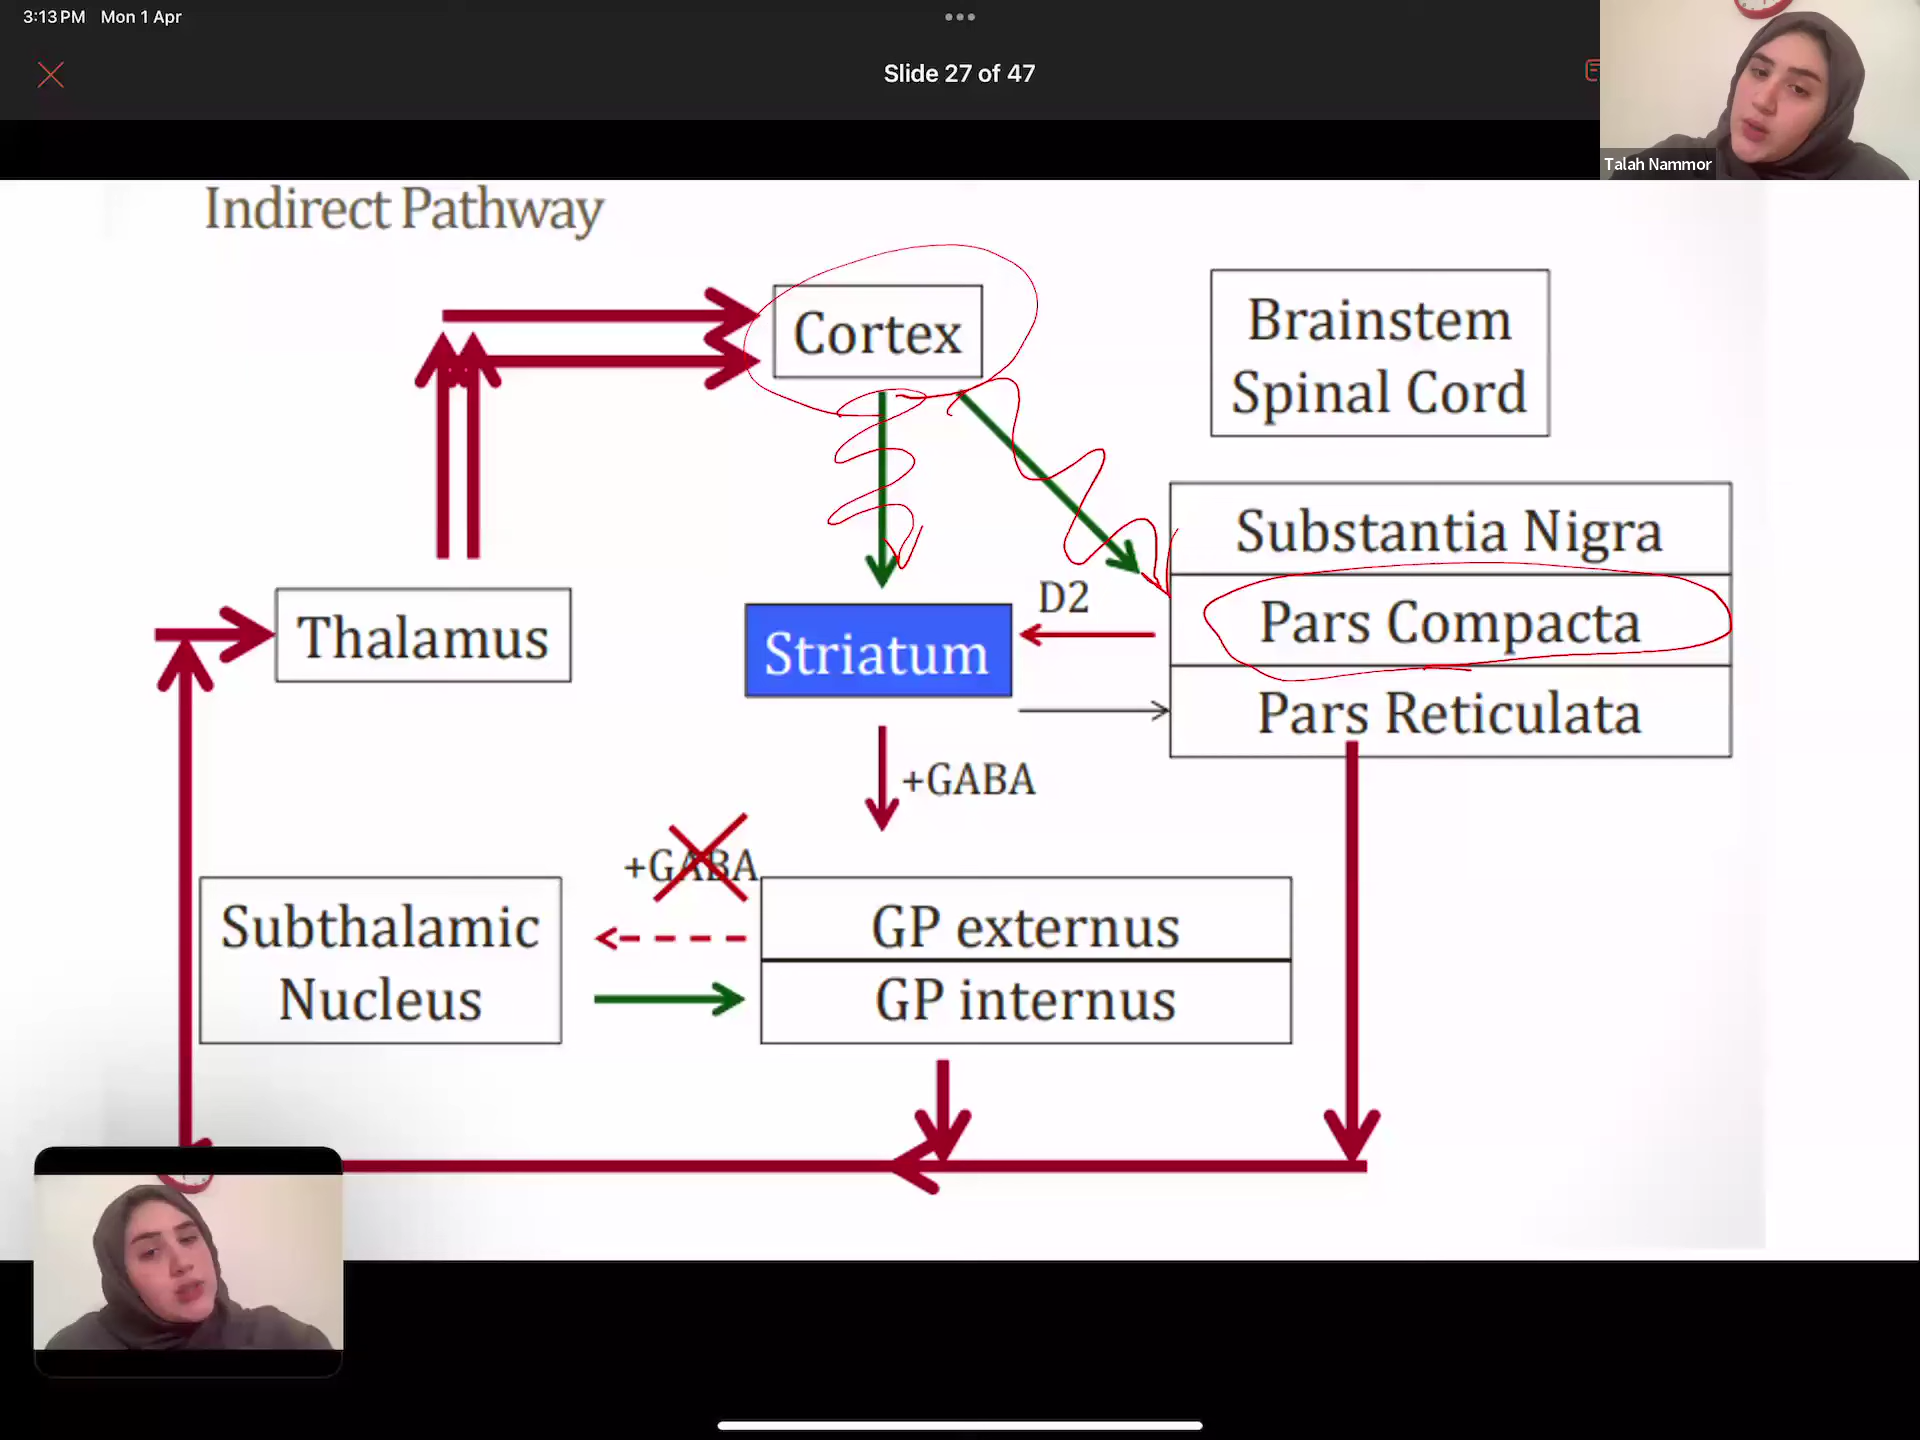 3:13 PM Mon 1 Apr
Slide 27 of 47
Talah Nammor
Indirect Pathway
Cortex
Brainstem
Spinal Cord
Substantia Nigra
Pars Compacta
Pars Reticulata
D2
Thalamus
Striatum
+GABA
+GABA
Subthalamic
Nucleus
GP externus
GP internus